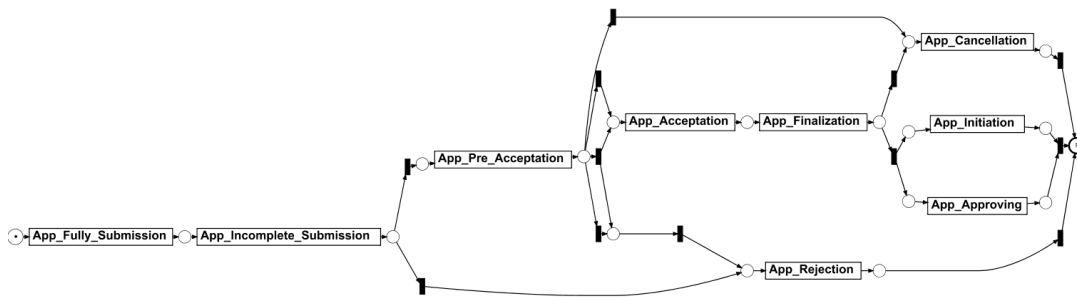 App_Cancellation
App_Acceptation
App_Finalization
App_Initiation
App_Pre_Acceptation
App_Approving
App_Fully_Submission
App_Incomplete_Submission
App_Rejection